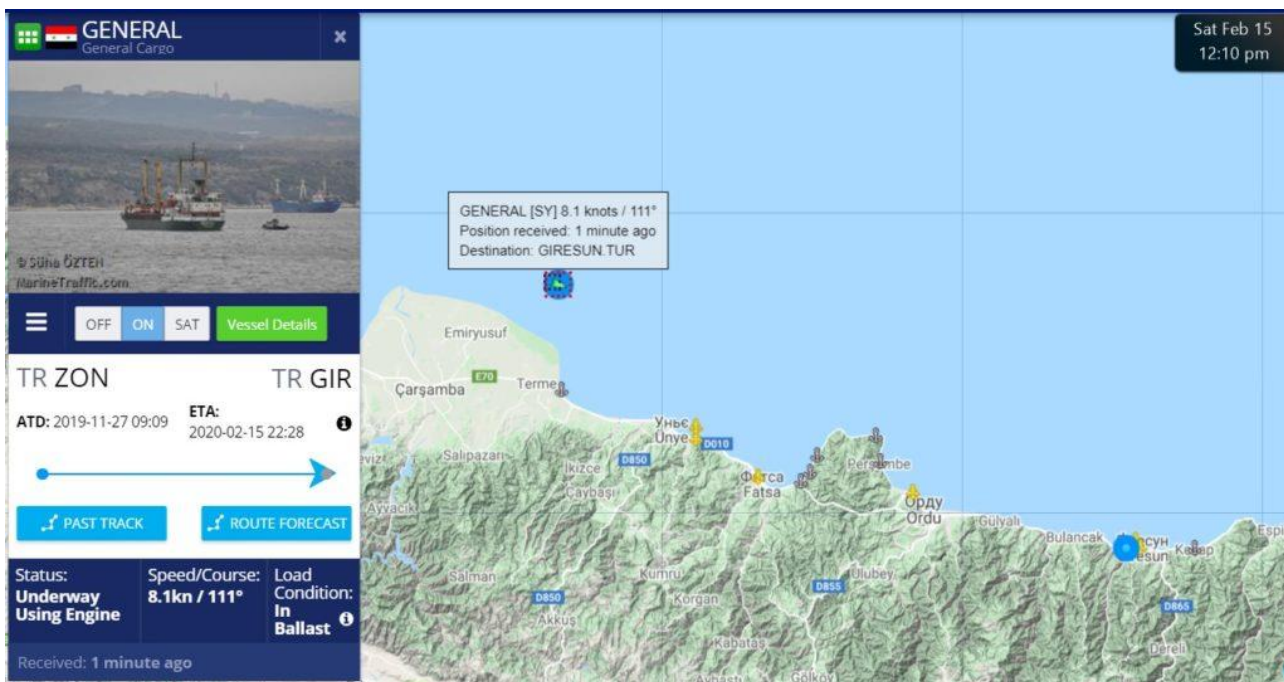 GENERAL
General Cargo
Sat Feb 15
12:10 pm
GENERAL [SY] 8.1 knots / 111°
Position received: 1 minute ago
Destination: GIRESUN.TUR
© Süha ÖZTEN
MarineTraffic.com
OFF ON SAT Vessel Details
TR ZON TR GIR
ATD: 2019-11-27 09:09
ETA:
2020-02-15 22:28
PAST TRACK
ROUTE FORECAST
Status:
Underway
Using Engine
Speed/Course:
8.1kn / 111°
Load
Condition:
In
Ballast
Received: 1 minute ago
Emiryusuf
E70
Çarşamba
Terme
Унье
Ünye
D010
Salıpazarı
İkizce
D850
Çaybaşı
Фатса
Fatsa
Perşembe
Орду
Ordu
Gülyalı
Bulancak
Ayvacık
Salman
Kumru
Ulubey
D855
D850
Korgan
Akkuş
D865
Kabataş
Dereli
Gölköy